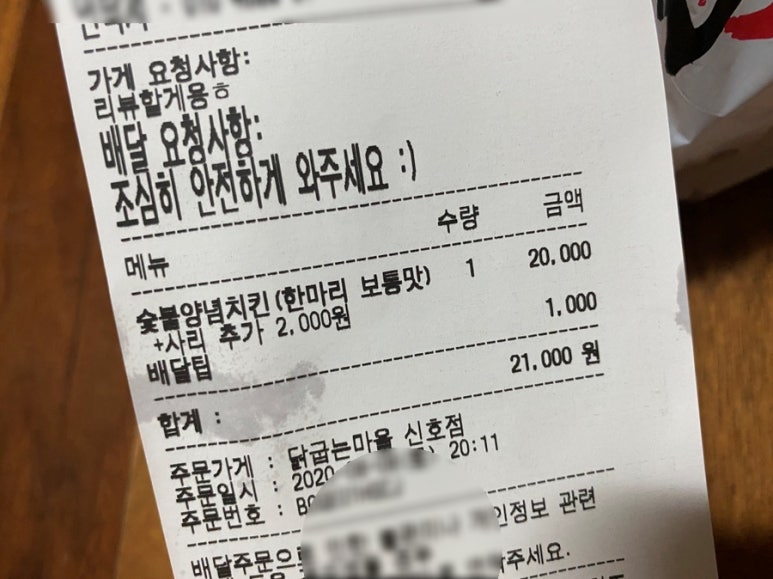 가게 요청사항:
리뷰할게용ㅎ
배달 요청사항:
조심히 안전하게 와주세요 :)
메뉴 수량 금액
숯불양념치킨(한마리 보통맛) 1 20,000
+사리 추가 2,000원
배달팁 1,000
합계 : 21,000 원
주문가게 : 닭굽는마을 신호점
주문일시 : 2020 20:11
주문번호 :
인정보 관련
주세요.